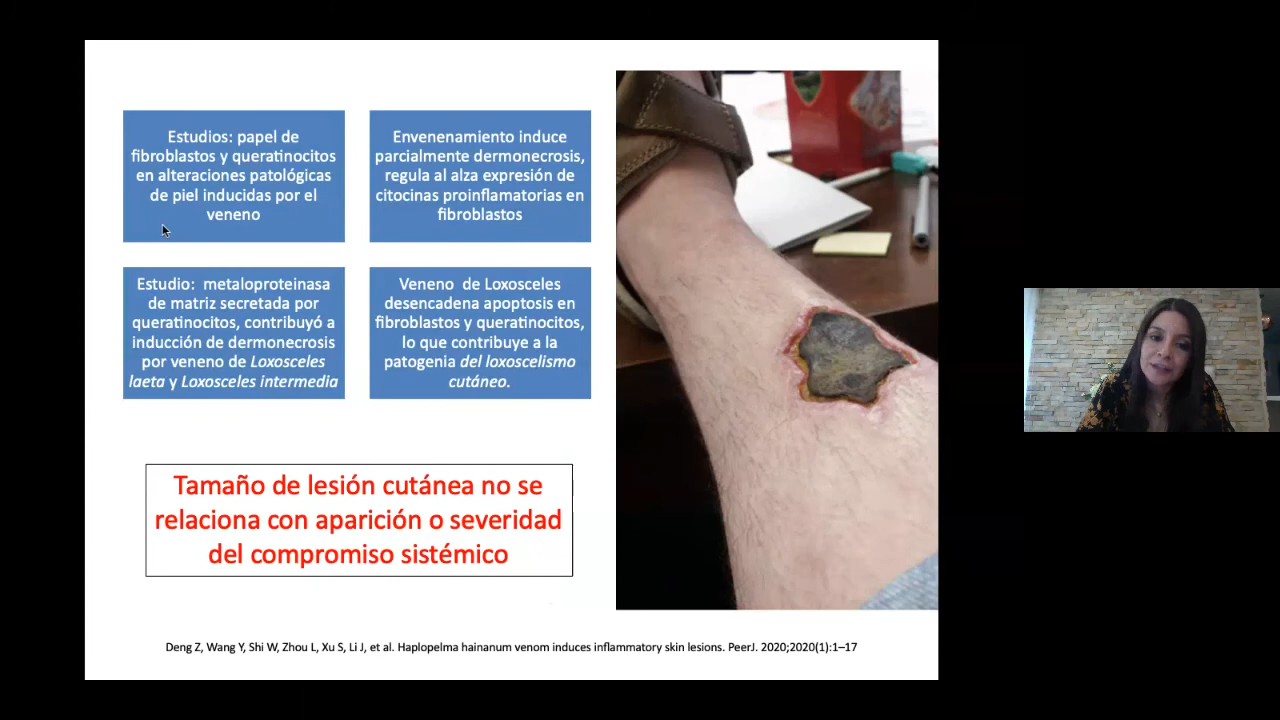 Estudios: papel de
fibroblastos y queratinocitos
en alteraciones patológicas
de piel inducidas por el
veneno
Envenenamiento induce
parcialmente dermonecrosis,
regula al alza expresión de
citocinas proinflamatorias en
fibroblastos
Estudio:  metaloproteinasa
de matriz secretada por
queratinocitos, contribuyó a
inducción de dermonecrosis
por veneno de Loxosceles
laeta y Loxosceles intermedia
Veneno  de Loxosceles
desencadena apoptosis en
fibroblastos y queratinocitos,
lo que contribuye a la
patogenia del loxoscelismo
cutáneo.
Tamaño de lesión cutánea no se
relaciona con aparición o severidad
del compromiso sistémico
Deng Z, Wang Y, Shi W, Zhou L, Xu S, Li J, et al. Haplopelma hainanum venom induces inflammatory skin lesions. PeerJ. 2020;2020(1):1–17